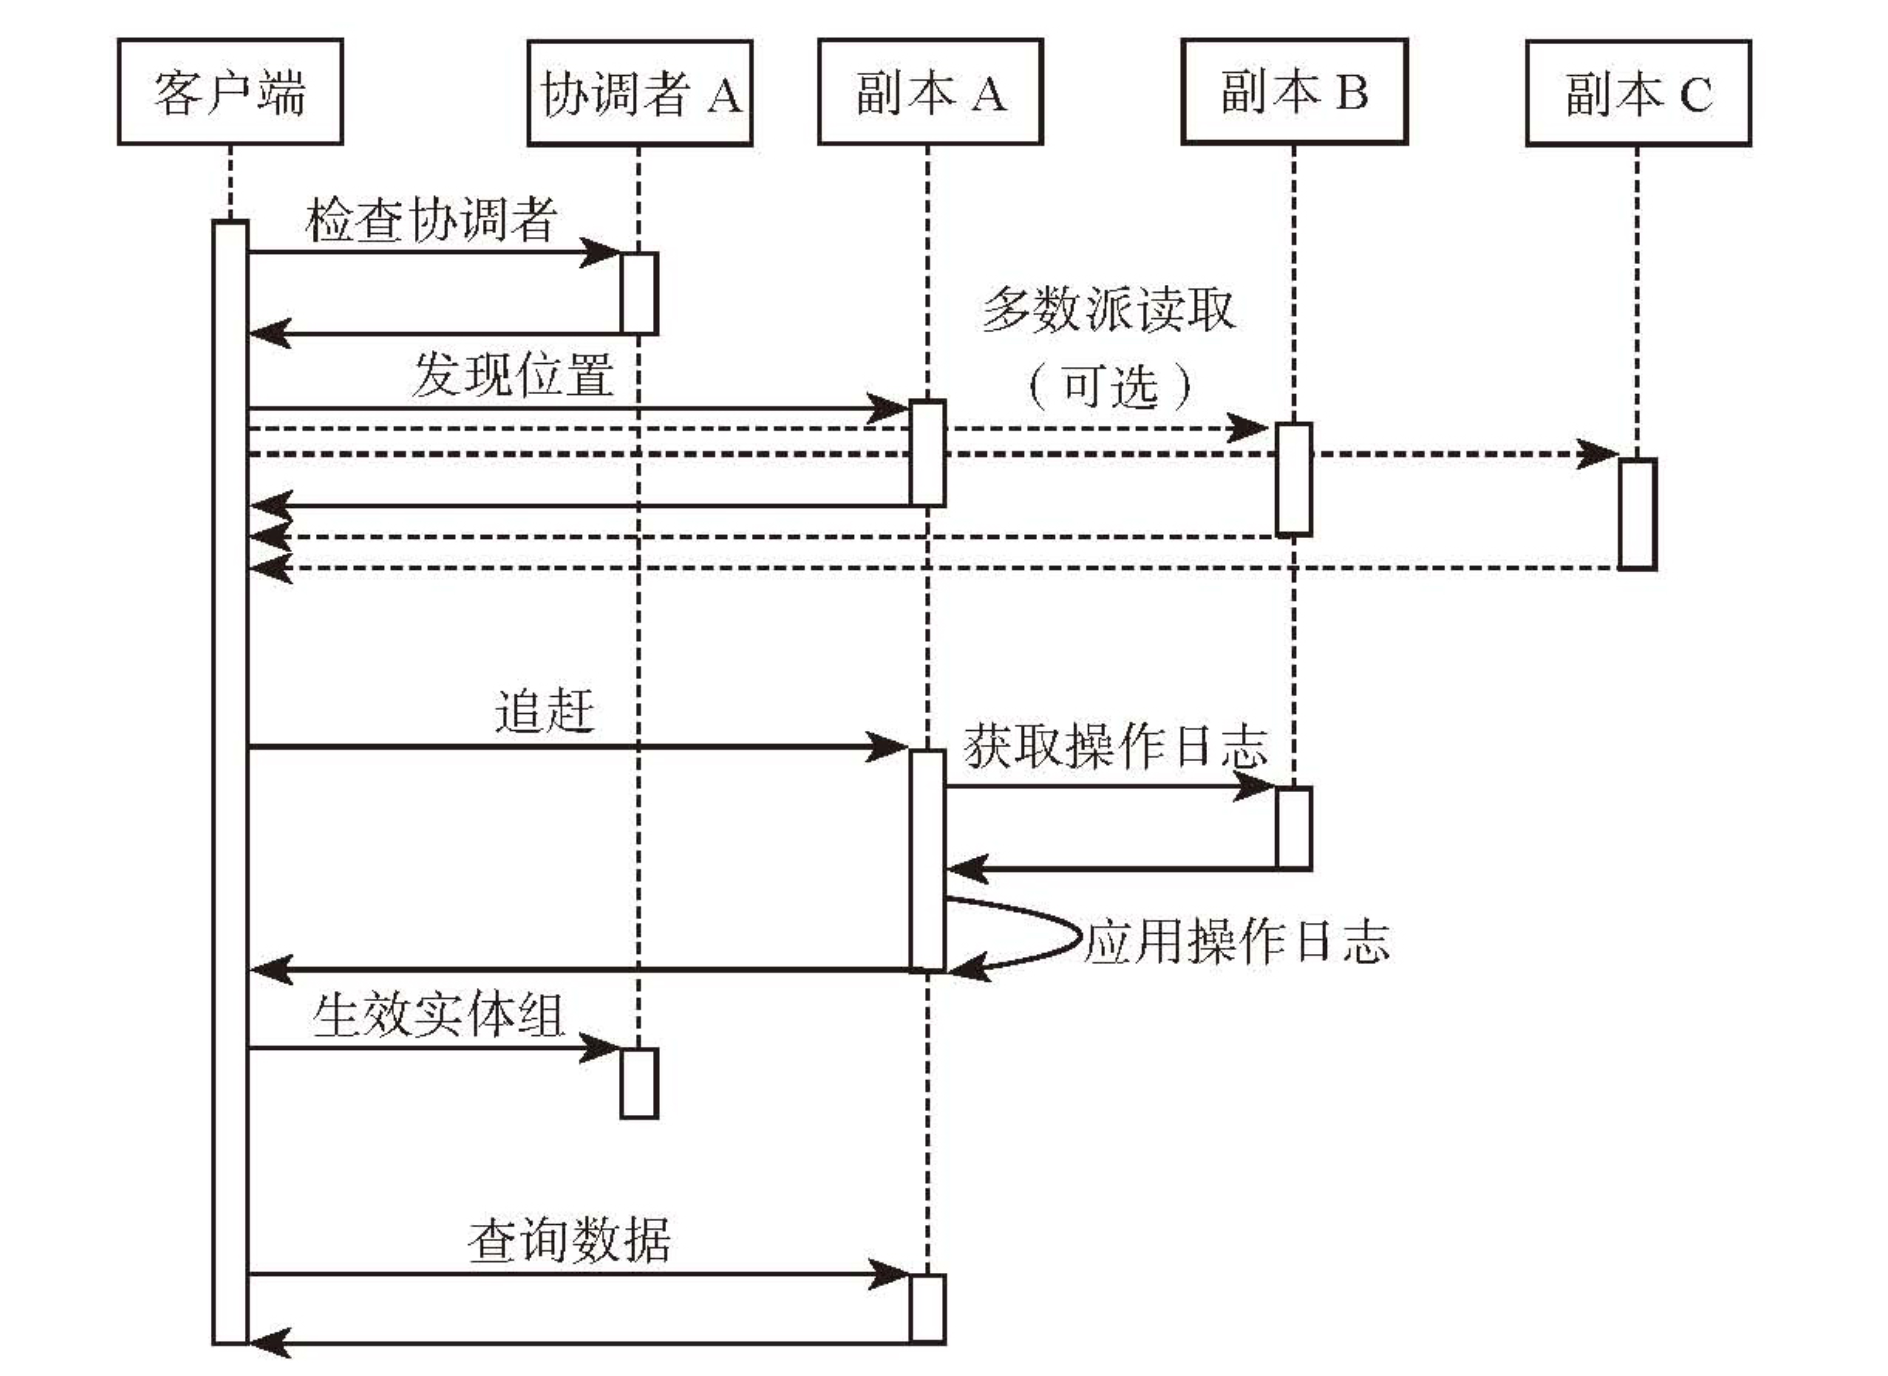 客户端
协调者 A
副本 A
副本 B
副本 C
检查协调者
多数派读取
（可选）
发现位置
追赶
获取操作日志
应用操作日志
生效实体组
查询数据